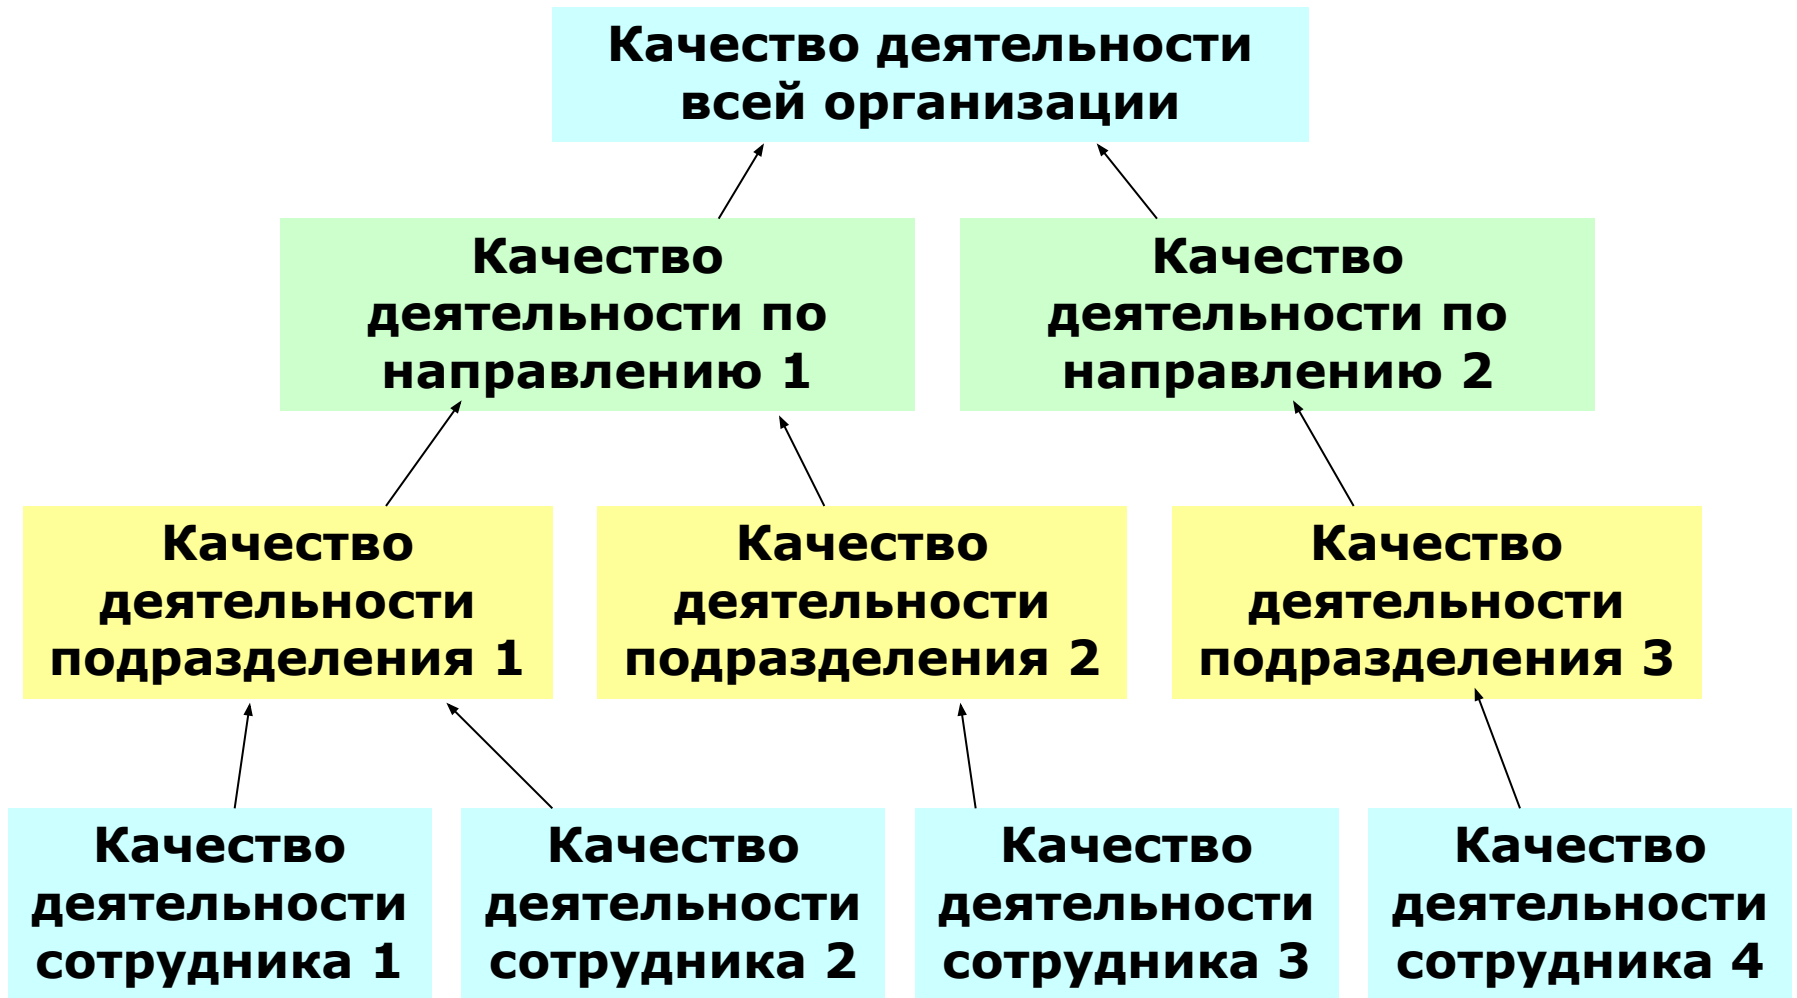 Качество деятельности
всей организации
Качество
деятельности по
направлению 1
Качество
деятельности по
направлению 2
Качество
деятельности
подразделения 1
Качество
деятельности
подразделения 2
Качество
деятельности
подразделения 3
Качество
деятельности
сотрудника 1
Качество
деятельности
сотрудника 2
Качество
деятельности
сотрудника 3
Качество
деятельности
сотрудника 4